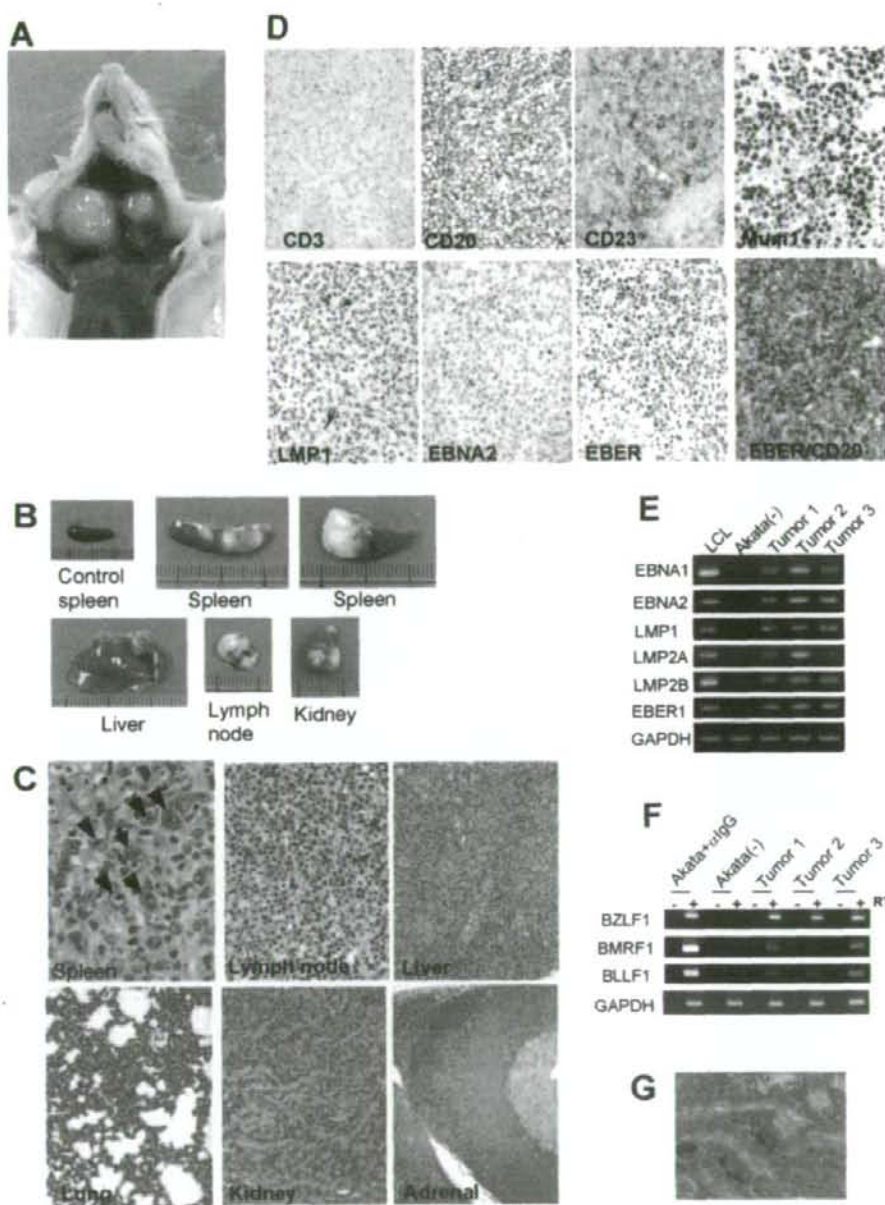 A
D
CD3
CD20
CD23
Mum1
LMP1
EBNA2
EBER
EBER/CD20
B
Control
spleen
Spleen
Spleen
Liver
Lymph
node
Kidney
E
LCL
Akata(-)
Tumor 1
Tumor 2
Tumor 3
EBNA1
EBNA2
LMP1
LMP2A
LMP2B
EBER1
GAPDH
C
Spleen
Lymph node
Liver
Lung
Kidney
Adrenal
F
Akata+αIgG
Akata(-)
Tumor 1
Tumor 2
Tumor 3
- + - + - + - + - +
BZLF1
BMRF1
BLLF1
GAPDH
G